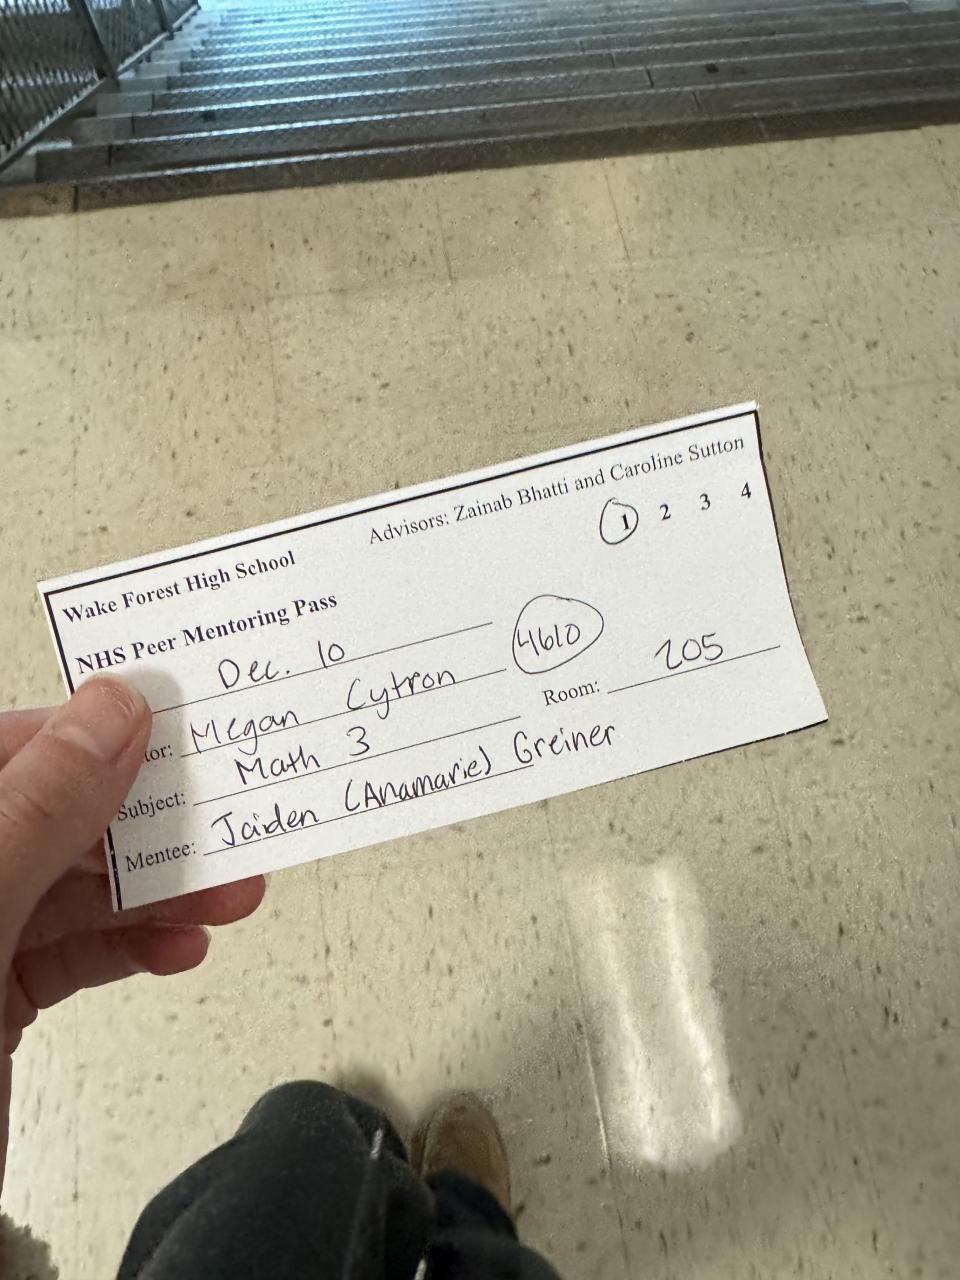 Wake Forest High School Advisors: Zainab Bhatti and Caroline Sutton
NHS Peer Mentoring Pass 1 2 3 4
Dec. 10
tor: Megan Cytron 4610
Subject: Math 3 Room: 205
Mentee: Jaiden (Anamarie) Greiner